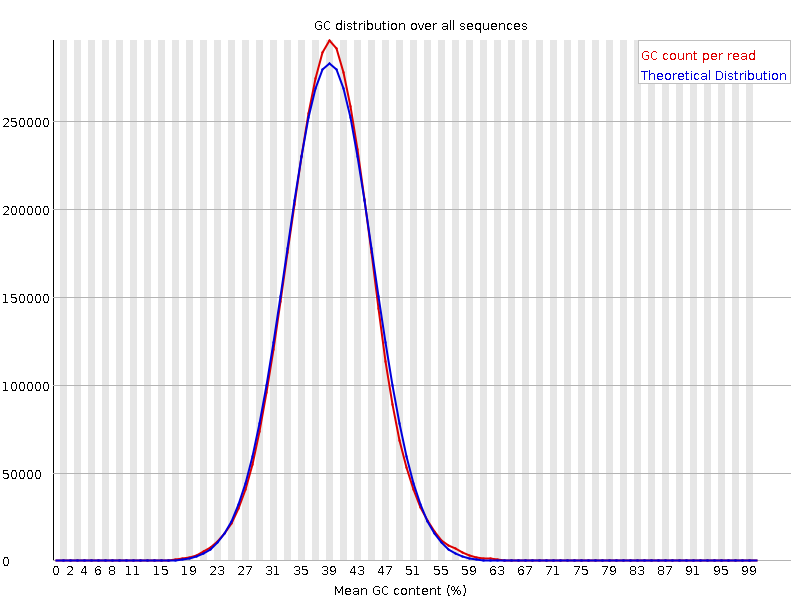 GC distribution over all sequences
GC count per read
Theoretical Distribution
250000
200000
150000
100000
50000
0
0 2 4 6 8 11 15 19 23 27 31 35 39 43 47 51 55 59 63 67 71 75 79 83 87 91 95 99
Mean GC content (%)